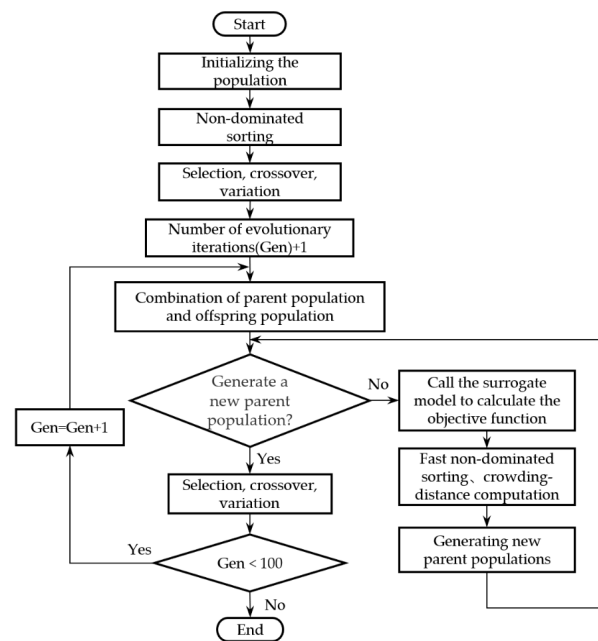 Start
Initializing the
population
Non-dominated
sorting
Selection, crossover,
variation
Number of evolutionary
iterations(Gen)+1
Combination of parent population
and offspring population
Generate a
new parent
population?
No
Call the surrogate
model to calculate the
objective function
Gen=Gen+1
Yes
Fast non-dominated
sorting、crowding-
distance computation
Selection, crossover,
variation
Generating new
parent populations
Yes
Gen < 100
No
End